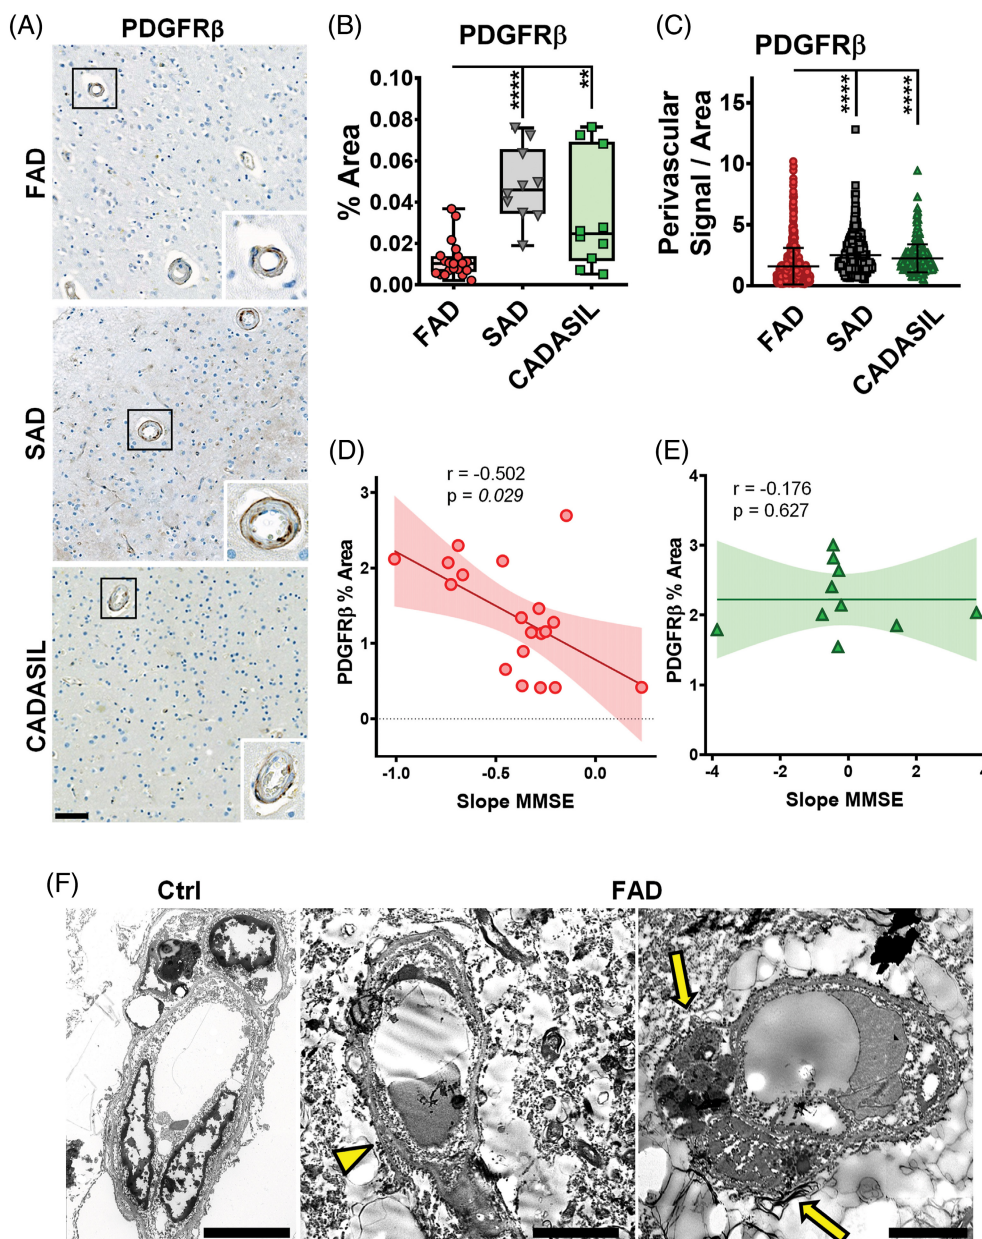 (A)
PDGFRβ
FAD
SAD
CADASIL
(B)
PDGFRβ
****
**
% Area
0.10
0.08
0.06
0.04
0.02
0.00
FAD
SAD
CADASIL
(C)
PDGFRβ
****
****
Perivascular
Signal / Area
15
10
5
0
FAD
SAD
CADASIL
(D)
r = -0.502
p = 0.029
PDGFRβ % Area
3
2
1
0
-1.0
-0.5
0.0
Slope MMSE
(E)
r = -0.176
p = 0.627
PDGFRβ % Area
4
3
2
1
0
-4
-2
0
2
4
Slope MMSE
(F)
Ctrl
FAD